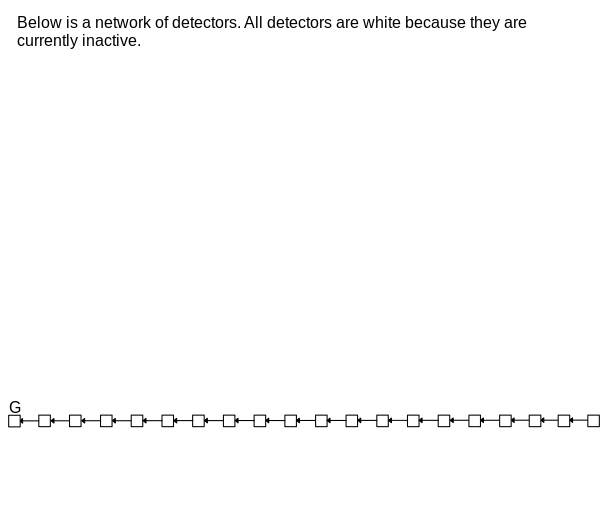 Below is a network of detectors. All detectors are white because they are
currently inactive.
G